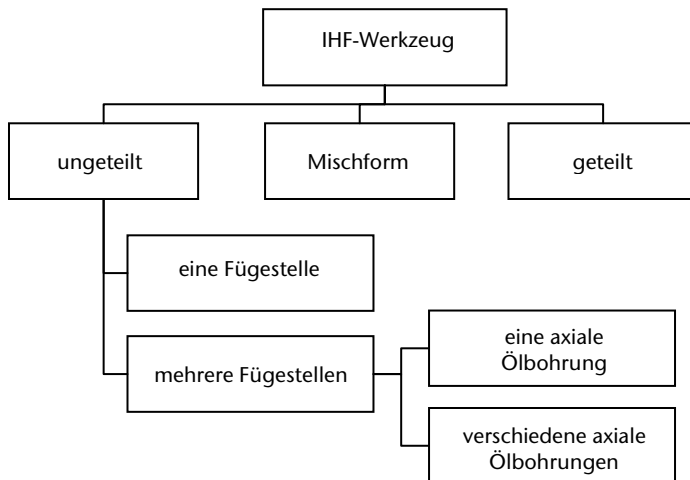 IHF-Werkzeug
ungeteilt
Mischform
geteilt
eine Fügestelle
mehrere Fügestellen
eine axiale
Ölbohrung
verschiedene axiale
Ölbohrungen